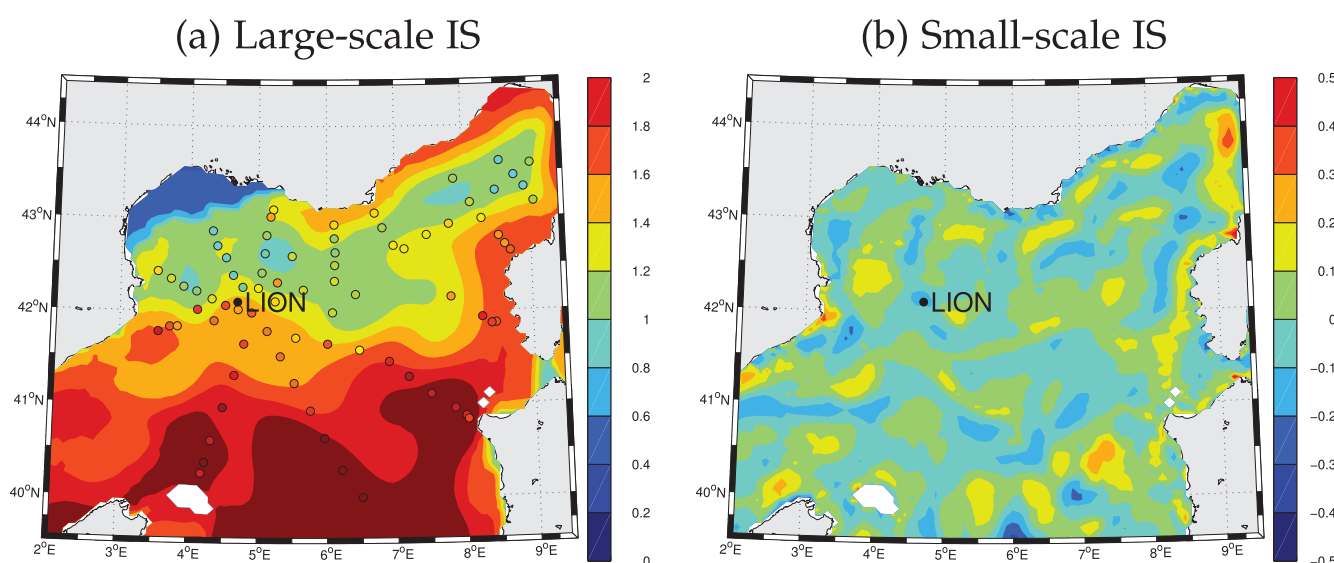 (a) Large-scale IS
(b) Small-scale IS
44°N
43°N
42°N
41°N
40°N
2°E 3°E 4°E 5°E 6°E 7°E 8°E 9°E
LION
2
1.8
1.6
1.4
1.2
1
0.8
0.6
0.4
0.2
0
44°N
43°N
42°N
41°N
40°N
2°E 3°E 4°E 5°E 6°E 7°E 8°E 9°E
LION
0.5
0.4
0.3
0.2
0.1
0
−0.1
−0.2
−0.3
−0.4
−0.5